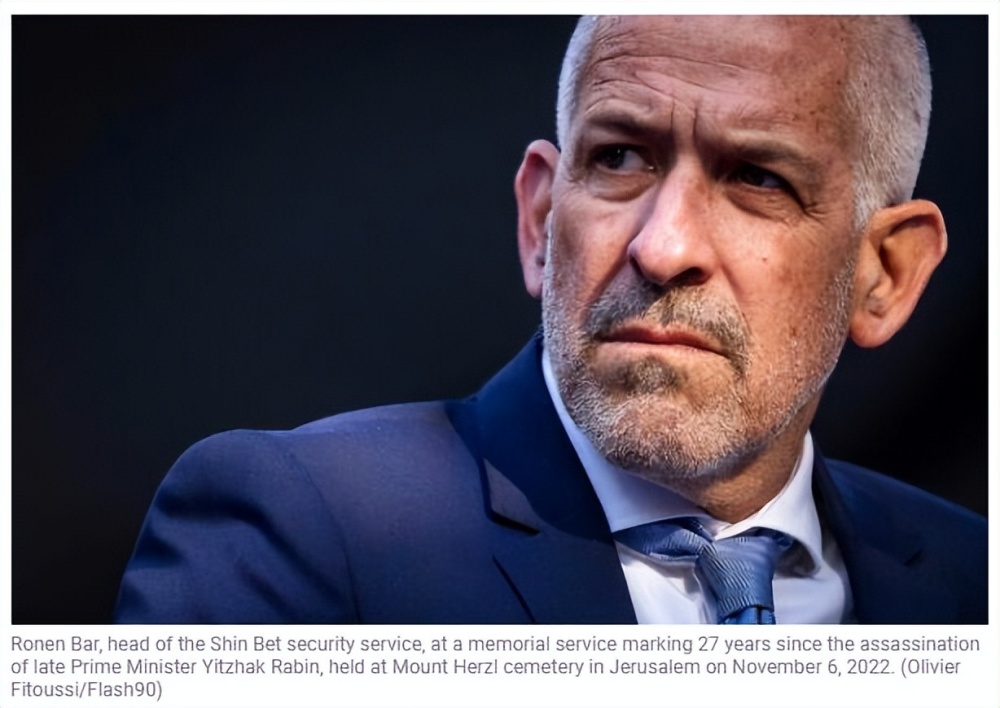 Ronen Bar, head of the Shin Bet security service, at a memorial service marking 27 years since the assassination
of late Prime Minister Yitzhak Rabin, held at Mount Herzl cemetery in Jerusalem on November 6, 2022. (Olivier
Fitoussi/Flash90)